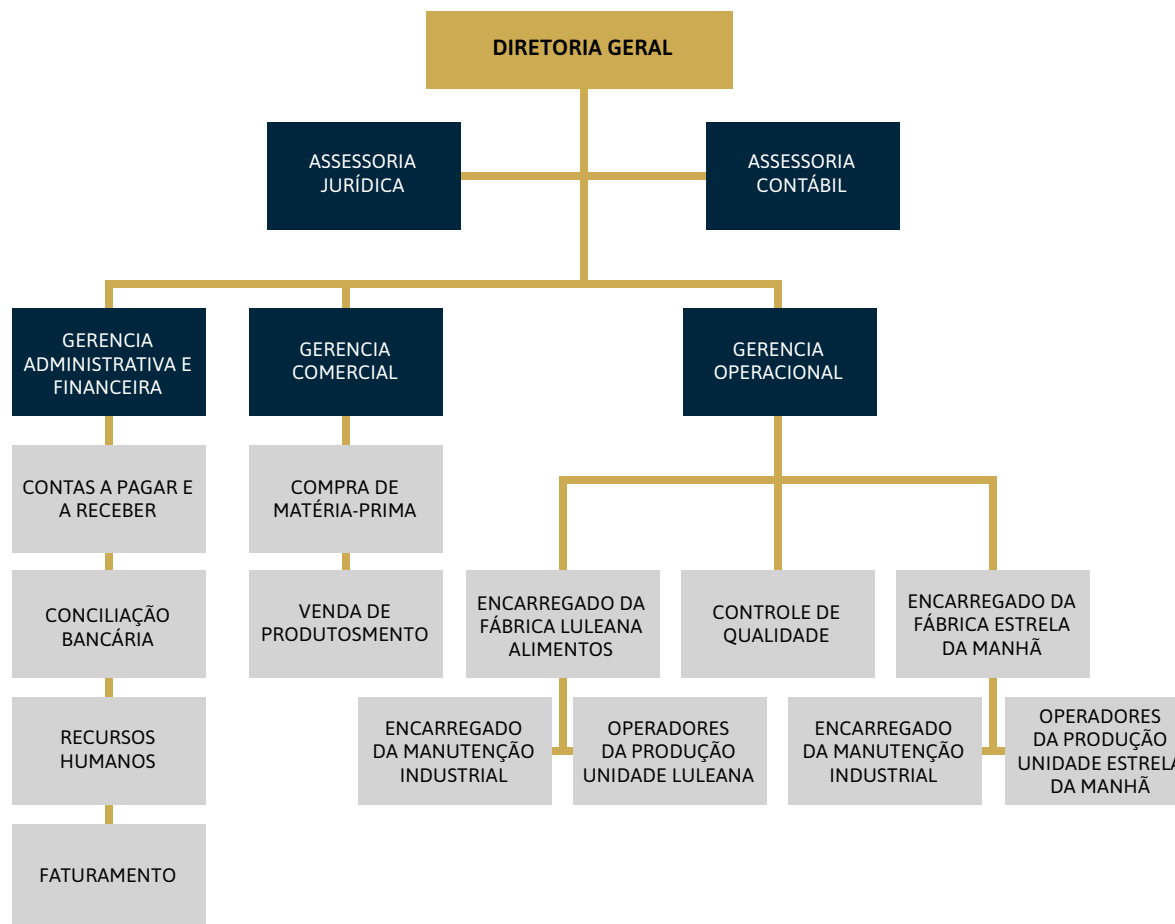 DIRETORIA GERAL
ASSESSORIA
JURÍDICA
ASSESSORIA
CONTÁBIL
GERENCIA
ADMINISTRATIVA E
FINANCEIRA
GERENCIA
COMERCIAL
GERENCIA
OPERACIONAL
CONTAS A PAGAR E
A RECEBER
COMPRA DE
MATÉRIA-PRIMA
CONCILIAÇÃO
BANCÁRIA
VENDA DE
PRODUTOSMENTO
ENCARREGADO DA
FÁBRICA LULEANA
ALIMENTOS
CONTROLE DE
QUALIDADE
ENCARREGADO DA
FÁBRICA ESTRELA
DA MANHÃ
RECURSOS
HUMANOS
ENCARREGADO
DA MANUTENÇÃO
INDUSTRIAL
OPERADORES
DA PRODUÇÃO
UNIDADE LULEANA
ENCARREGADO
DA MANUTENÇÃO
INDUSTRIAL
OPERADORES
DA PRODUÇÃO
UNIDADE ESTRELA
DA MANHÃ
FATURAMENTO